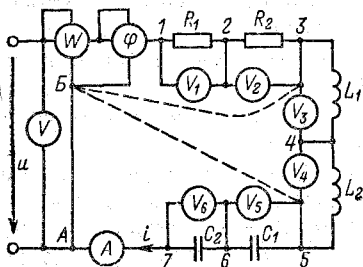 W φ 1 R₁ 2 R₂ 3
Б V₁ V₂
V V₃ L₁
u 4
V₄ L₂
V₆ V₅
A A i C₂ C₁
7 6 5